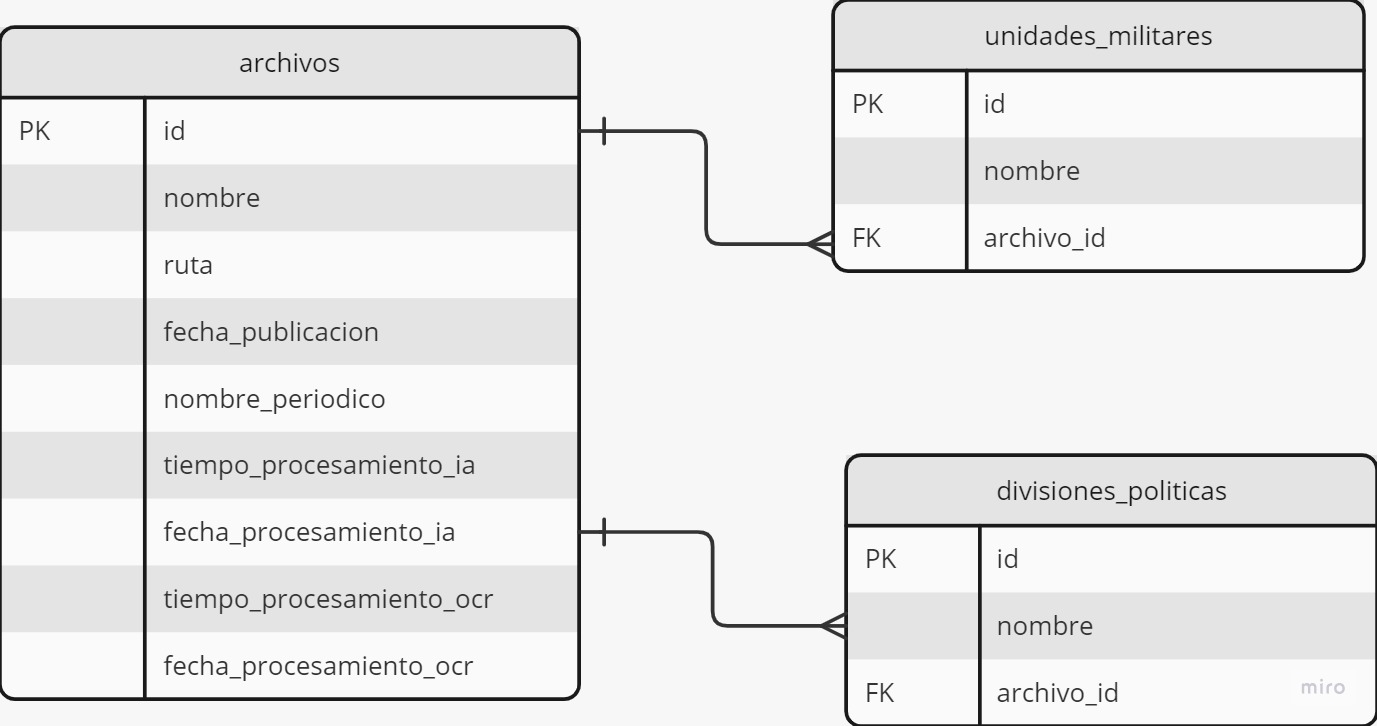 archivos
PK id
nombre
ruta
fecha_publicacion
nombre_periodico
tiempo_procesamiento_ia
fecha_procesamiento_ia
tiempo_procesamiento_ocr
fecha_procesamiento_ocr
unidades_militares
PK id
nombre
FK archivo_id
divisiones_politicas
PK id
nombre
FK archivo_id
miro